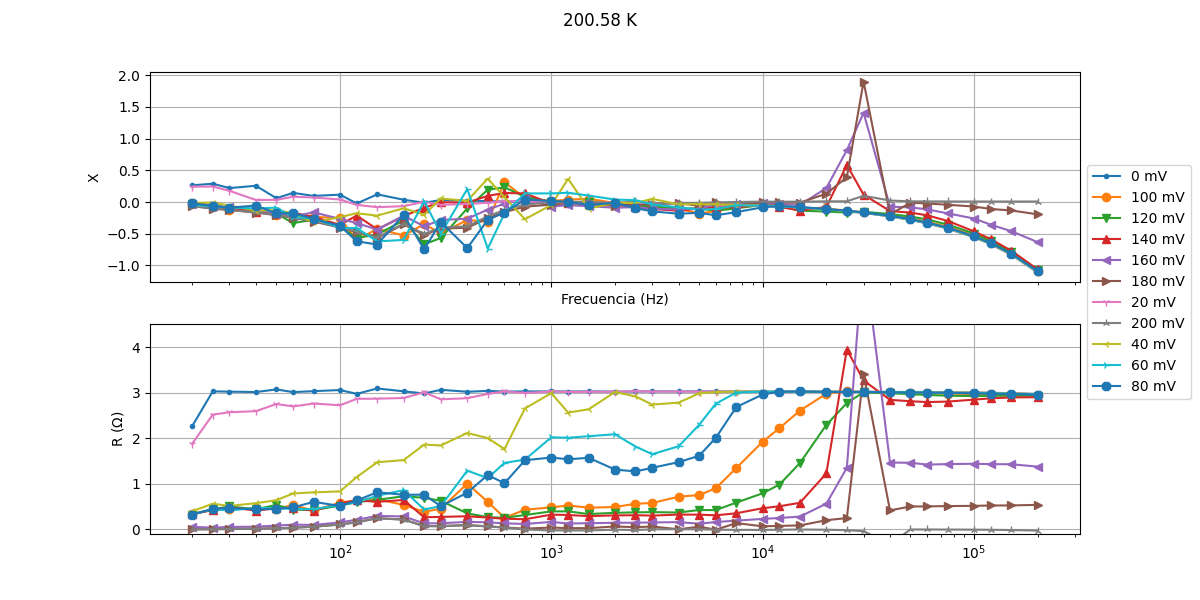 200.58 K
X
2.0
1.5
1.0
0.5
0.0
−0.5
−1.0
Frecuencia (Hz)
R (Ω)
4
3
2
1
0
10²
10³
10⁴
10⁵
0 mV
100 mV
120 mV
140 mV
160 mV
180 mV
20 mV
200 mV
40 mV
60 mV
80 mV